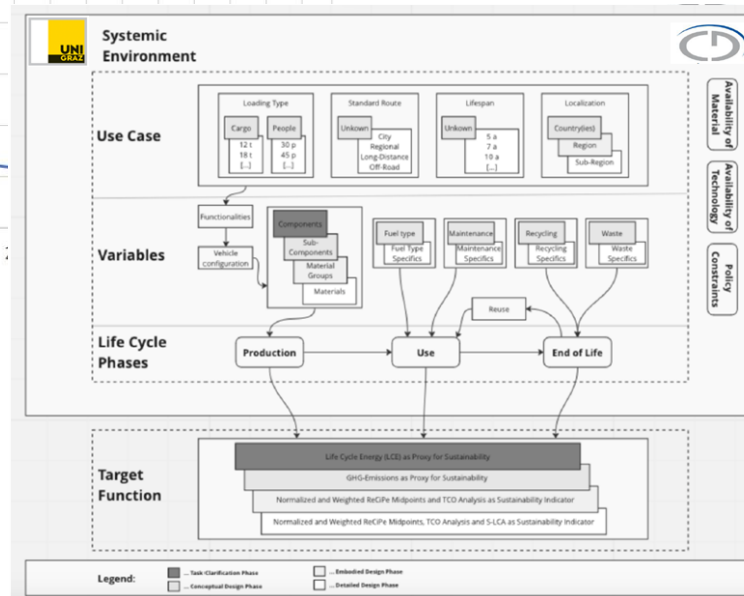 UNI
GRAZ
Systemic
Environment
CD
Use Case
Loading Type
Cargo
12 t
18 t
[...]
People
30 p
45 p
[...]
Standard Route
Unkown
City
Regional
Long-Distance
Off-Road
Lifespan
Unkown
5 a
7 a
10 a
[...]
Localization
Country(ies)
Region
Sub-Region
Availability of
Material
Availability of
Technology
Policy
Constraints
Variables
Functionalities
Vehicle
configuration
Components
Sub-
Components
Material
Groups
Materials
Fuel type
Fuel Type
Specifics
Maintenance
Maintenance
Specifics
Recycling
Recycling
Specifics
Waste
Waste
Specifics
Reuse
Life Cycle
Phases
Production
Use
End of Life
Target
Function
Life Cycle Energy (LCE) as Proxy for Sustainability
GHG-Emissions as Proxy for Sustainability
Normalized and Weighted ReCiPe Midpoints and TCO Analysis as Sustainability Indicator
Normalized and Weighted ReCiPe Midpoints, TCO Analysis and S-LCA as Sustainability Indicator
Legend:
... Task Clarification Phase
... Conceptual Design Phase
... Embodied Design Phase
... Detailed Design Phase